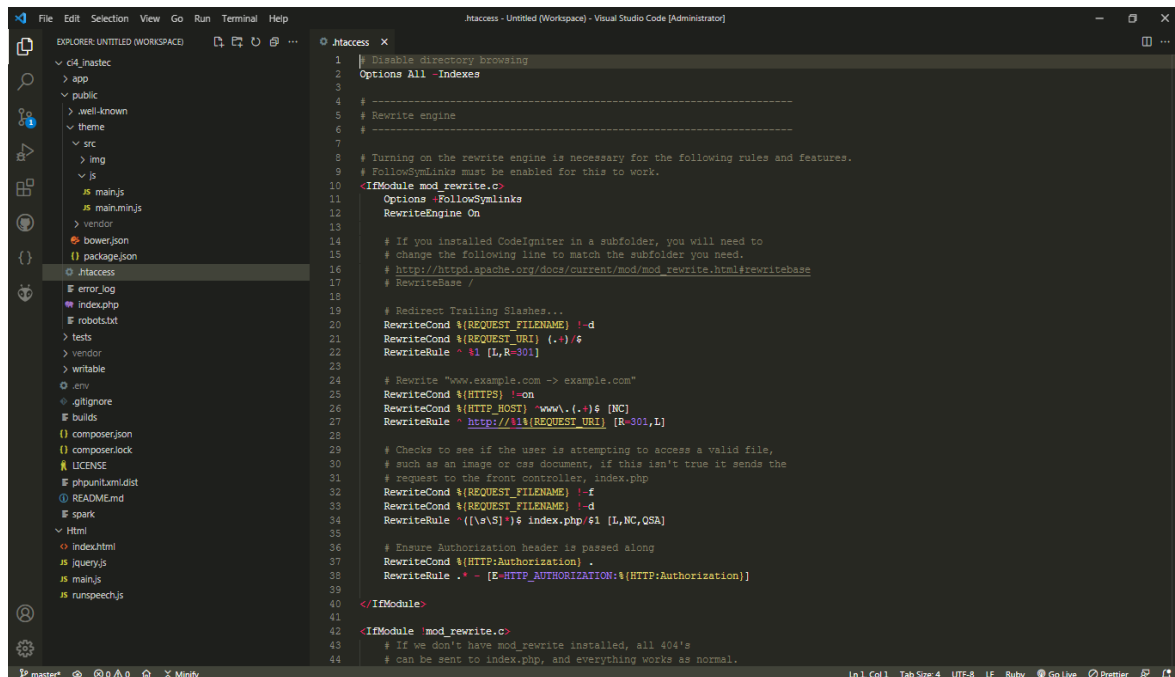 File Edit Selection View Go Run Terminal Help
.htaccess - Untitled (Workspace) - Visual Studio Code [Administrator]
EXPLORER: UNTITLED (WORKSPACE)
ci4_inastec
app
public
.well-known
theme
src
img
js
JS main.js
JS main.min.js
vendor
bower.json
{} package.json
.htaccess
error_log
index.php
robots.txt
tests
vendor
writable
.env
.gitignore
builds
{} composer.json
{} composer.lock
LICENSE
phpunit.xml.dist
README.md
spark
Html
<> index.html
JS jquery.js
JS main.js
JS runspeech.js
1
.htaccess
1 # Disable directory browsing
2 Options All -Indexes
3
4 # ----------------------------------------------------------------------
5 # Rewrite engine
6 # ----------------------------------------------------------------------
7
8 # Turning on the rewrite engine is necessary for the following rules and features.
9 # FollowSymLinks must be enabled for this to work.
10 <IfModule mod_rewrite.c>
11 Options +FollowSymlinks
12 RewriteEngine On
13
14 # If you installed CodeIgniter in a subfolder, you will need to
15 # change the following line to match the subfolder you need.
16 # http://httpd.apache.org/docs/current/mod/mod_rewrite.html#rewritebase
17 # RewriteBase /
18
19 # Redirect Trailing Slashes...
20 RewriteCond %{REQUEST_FILENAME} !-d
21 RewriteCond %{REQUEST_URI} (.+)/$
22 RewriteRule ^ %1 [L,R=301]
23
24 # Rewrite "www.example.com -> example.com"
25 RewriteCond %{HTTPS} !=on
26 RewriteCond %{HTTP_HOST} ^www\.(.+)$ [NC]
27 RewriteRule ^ http://%1%{REQUEST_URI} [R=301,L]
28
29 # Checks to see if the user is attempting to access a valid file,
30 # such as an image or css document, if this isn't true it sends the
31 # request to the front controller, index.php
32 RewriteCond %{REQUEST_FILENAME} !-f
33 RewriteCond %{REQUEST_FILENAME} !-d
34 RewriteRule ^([\s\S]*)$ index.php/$1 [L,NC,QSA]
35
36 # Ensure Authorization header is passed along
37 RewriteCond %{HTTP:Authorization} .
38 RewriteRule .* - [E=HTTP_AUTHORIZATION:%{HTTP:Authorization}]
39
40 </IfModule>
41
42 <IfModule !mod_rewrite.c>
43 # If we don't have mod_rewrite installed, all 404's
44 # can be sent to index.php, and everything works as normal.
master* 0 0 Minify
Ln 1, Col 1 Tab Size: 4 UTF-8 LF Ruby Go Live Prettier